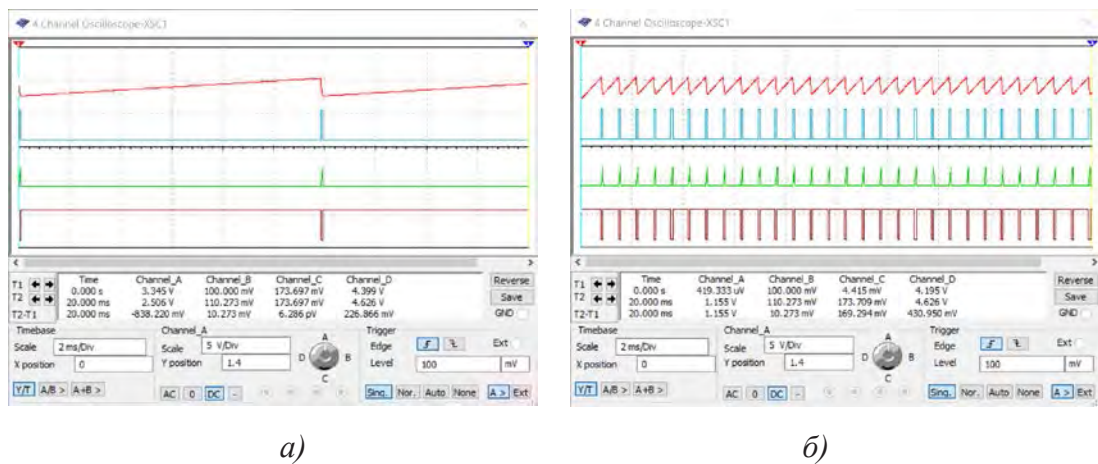 4 Channel Oscilloscope-XSC1
T1
T2
T2-T1
Time Channel_A Channel_B Channel_C Channel_D
0.000 s 3.345 V 100.000 mV 173.697 mV 4.399 V
20.000 ms 2.506 V 110.273 mV 173.697 mV 4.626 V
20.000 ms -838.220 mV 10.273 mV 6.286 pV 226.866 mV
Reverse
Save
GND
Timebase
Scale 2 ms/Div
X position 0
Y/T A/B > A+B >
Channel_A
Scale 5 V/Div
Y position 1.4
AC 0 DC -
A
D B
C
Trigger
Edge Ext
Level 100 mV
Sing. Nor. Auto None A > Ext
а)
4 Channel Oscilloscope-XSC1
T1
T2
T2-T1
Time Channel_A Channel_B Channel_C Channel_D
0.000 s 419.333 uV 100.000 mV 4.415 mV 4.195 V
20.000 ms 1.155 V 110.273 mV 173.709 mV 4.626 V
20.000 ms 1.155 V 10.273 mV 169.294 mV 430.950 mV
Reverse
Save
GND
Timebase
Scale 2 ms/Div
X position 0
Y/T A/B > A+B >
Channel_A
Scale 5 V/Div
Y position 1.4
AC 0 DC -
A
D B
C
Trigger
Edge Ext
Level 100 mV
Sing. Nor. Auto None A > Ext
б)